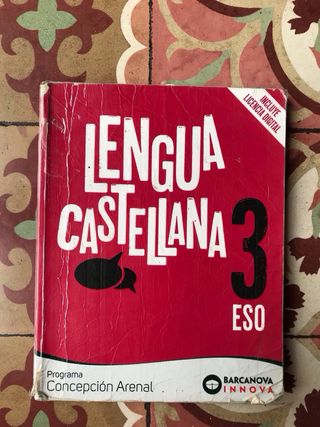 INCLUYE
LICENCIA DIGITAL
LENGUA
CASTELLANA
3
ESO
Programa
Concepción Arenal
BARCANOVA
INNOVA